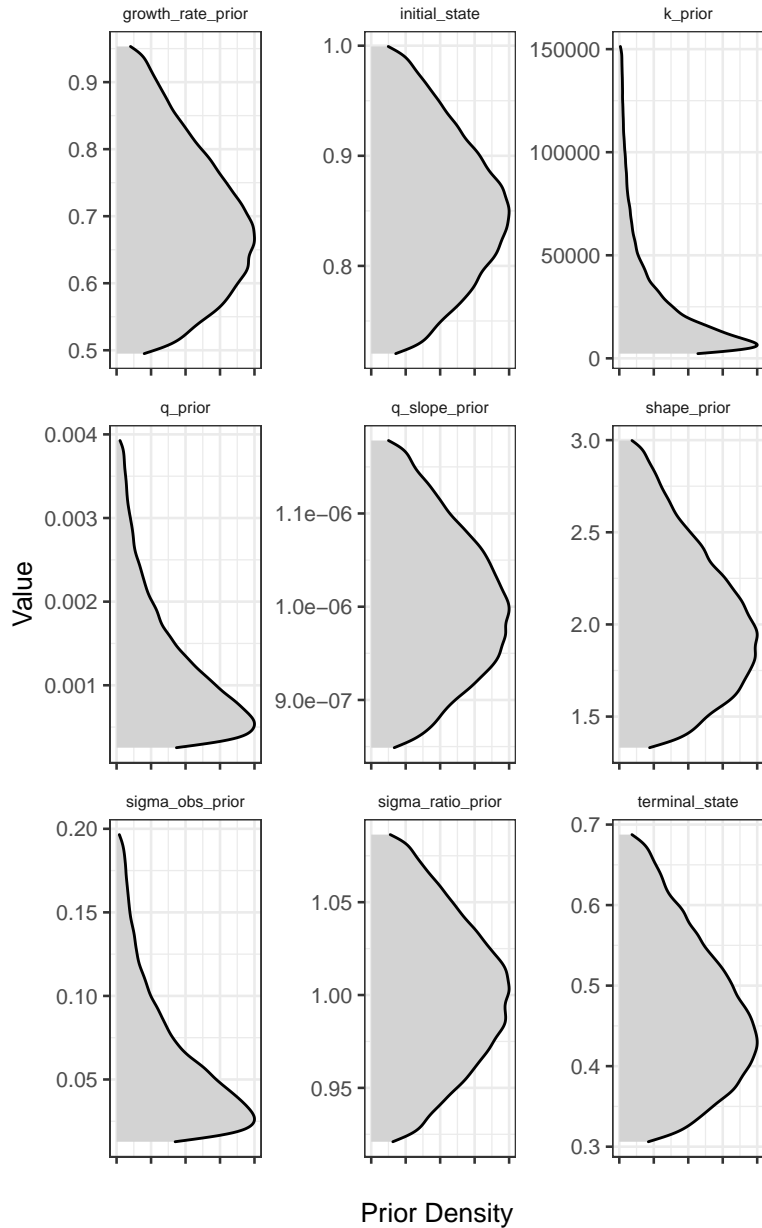 growth_rate_prior
initial_state
k_prior
0.9
0.8
0.7
0.6
0.5
1.0
0.9
0.8
150000
100000
50000
0
q_prior
q_slope_prior
shape_prior
0.004
0.003
0.002
0.001
1.1e−06
1.0e−06
9.0e−07
3.0
2.5
2.0
1.5
sigma_obs_prior
sigma_ratio_prior
terminal_state
0.20
0.15
0.10
0.05
1.05
1.00
0.95
0.7
0.6
0.5
0.4
0.3
Value
Prior Density